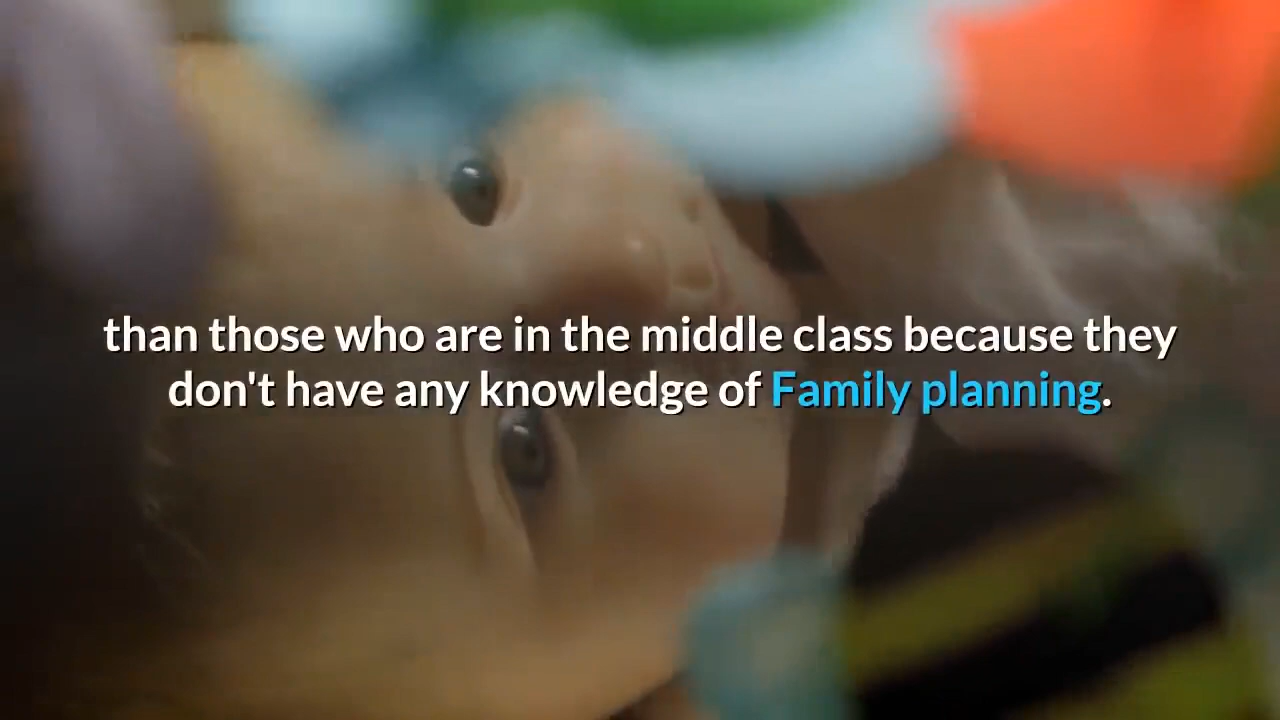 than those who are in the middle class because they
don't have any knowledge of Family planning.